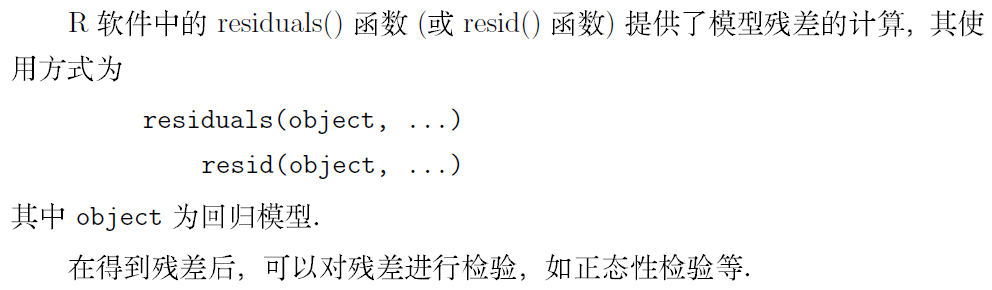 R 软件中的 residuals() 函数 (或 resid() 函数) 提供了模型残差的计算, 其使
用方式为
residuals(object, ...)
resid(object, ...)
其中 object 为回归模型.
在得到残差后, 可以对残差进行检验, 如正态性检验等.